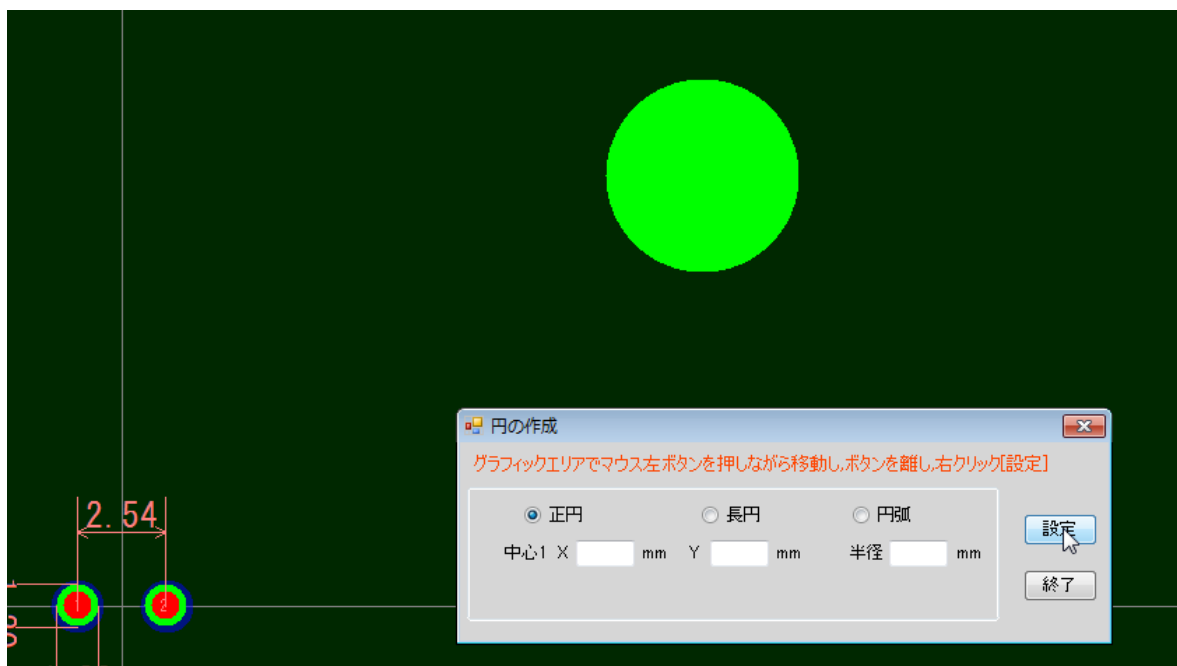 円の作成
グラフィックエリアでマウス左ボタンを押しながら移動し,ボタンを離し,右クリック[設定]
正円 長円 円弧
設定
中心1 X mm Y mm 半径 mm
終了
2.54
1 2